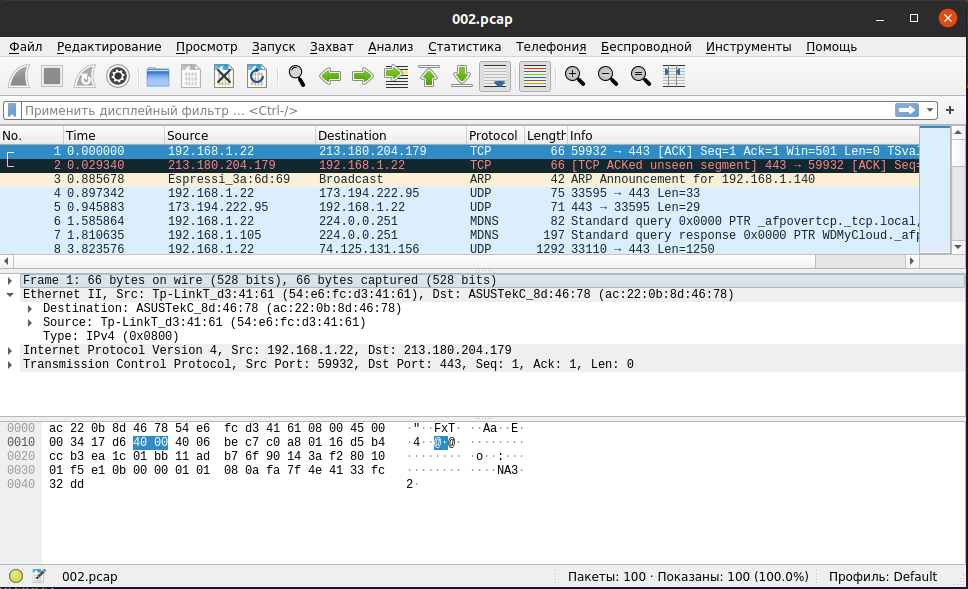 002.pcap
Файл Редактирование Просмотр Запуск Захват Анализ Статистика Телефония Беспроводной Инструменты Помощь
Применить дисплейный фильтр ... <Ctrl-/>
No. Time Source Destination Protocol Length Info
1 0.000000 192.168.1.22 213.180.204.179 TCP 66 59932 → 443 [ACK] Seq=1 Ack=1 Win=501 Len=0 TSval
2 0.029340 213.180.204.179 192.168.1.22 TCP 66 [TCP ACKed unseen segment] 443 → 59932 [ACK] Seq=
3 0.885678 Espressi_3a:6d:69 Broadcast ARP 42 ARP Announcement for 192.168.1.140
4 0.897342 192.168.1.22 173.194.222.95 UDP 75 33595 → 443 Len=33
5 0.945883 173.194.222.95 192.168.1.22 UDP 71 443 → 33595 Len=29
6 1.585864 192.168.1.22 224.0.0.251 MDNS 82 Standard query 0x0000 PTR _afpovertcp._tcp.local,
7 1.810635 192.168.1.105 224.0.0.251 MDNS 197 Standard query response 0x0000 PTR WDMyCloud._afp
8 3.823576 192.168.1.22 74.125.131.156 UDP 1292 33110 → 443 Len=1250
Frame 1: 66 bytes on wire (528 bits), 66 bytes captured (528 bits)
Ethernet II, Src: Tp-LinkT_d3:41:61 (54:e6:fc:d3:41:61), Dst: ASUSTekC_8d:46:78 (ac:22:0b:8d:46:78)
Destination: ASUSTekC_8d:46:78 (ac:22:0b:8d:46:78)
Source: Tp-LinkT_d3:41:61 (54:e6:fc:d3:41:61)
Type: IPv4 (0x0800)
Internet Protocol Version 4, Src: 192.168.1.22, Dst: 213.180.204.179
Transmission Control Protocol, Src Port: 59932, Dst Port: 443, Seq: 1, Ack: 1, Len: 0
0000 ac 22 0b 8d 46 78 54 e6 fc d3 41 61 08 00 45 00 ·"··FxT· ··Aa··E·
0010 00 34 17 d6 40 00 40 06 be c7 c0 a8 01 16 d5 b4 ·4··@·@· ········
0020 cc b3 ea 1c 01 bb 11 ad b7 6f 90 14 3a f2 80 10 ········ ·o··:···
0030 01 f5 e1 0b 00 00 01 01 08 0a fa 7f 4e 41 33 fc ········ ····NA3·
0040 32 dd 2·
002.pcap Пакеты: 100 · Показаны: 100 (100.0%) Профиль: Default